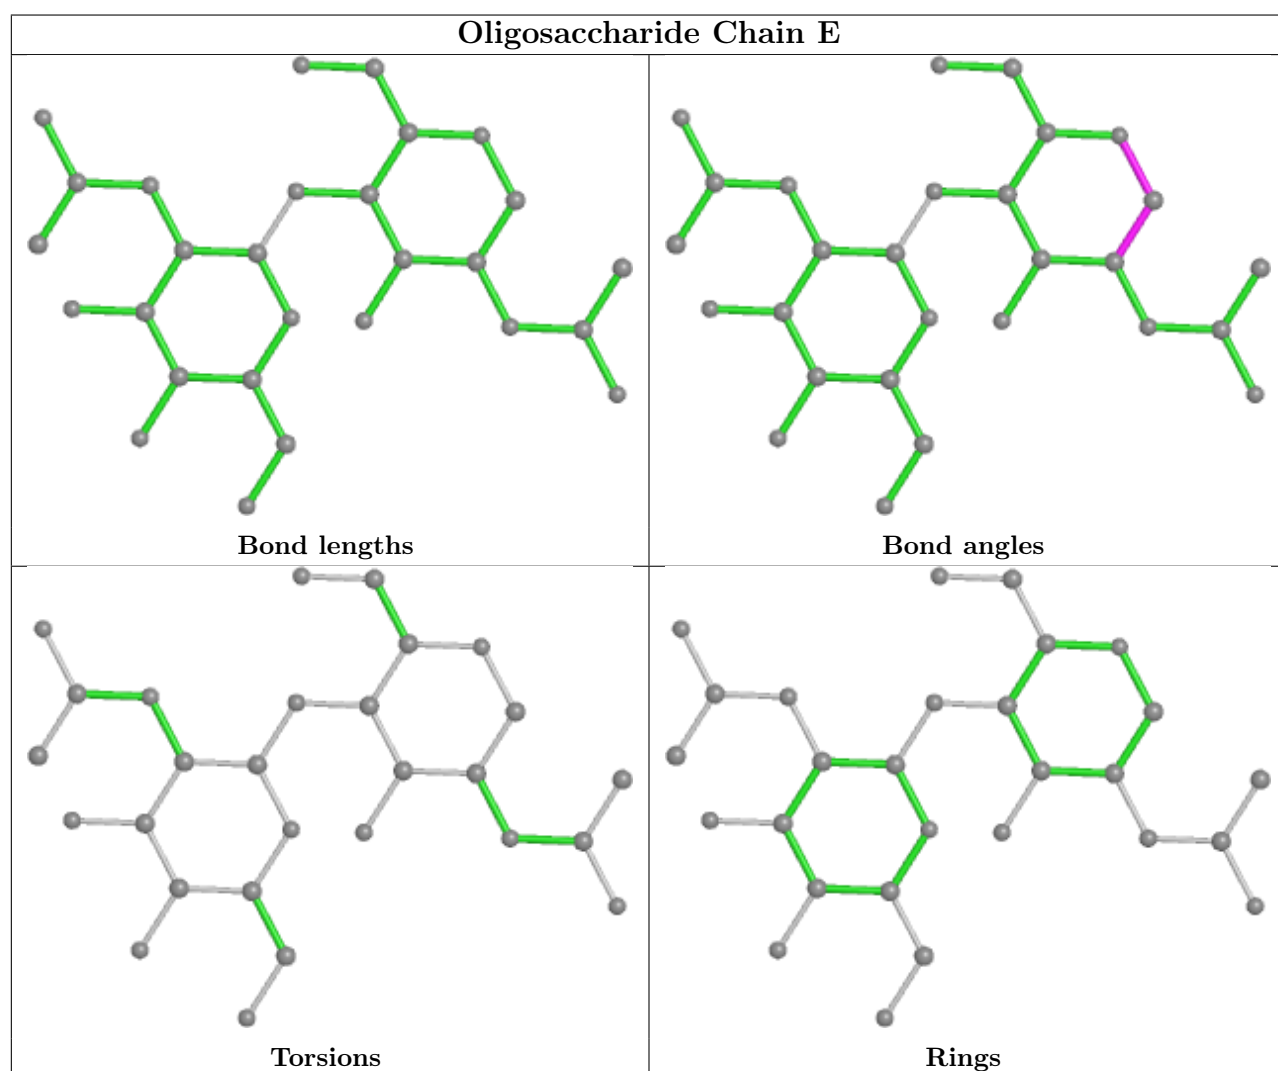 Oligosaccharide Chain E
Bond lengths
Bond angles
Torsions
Rings